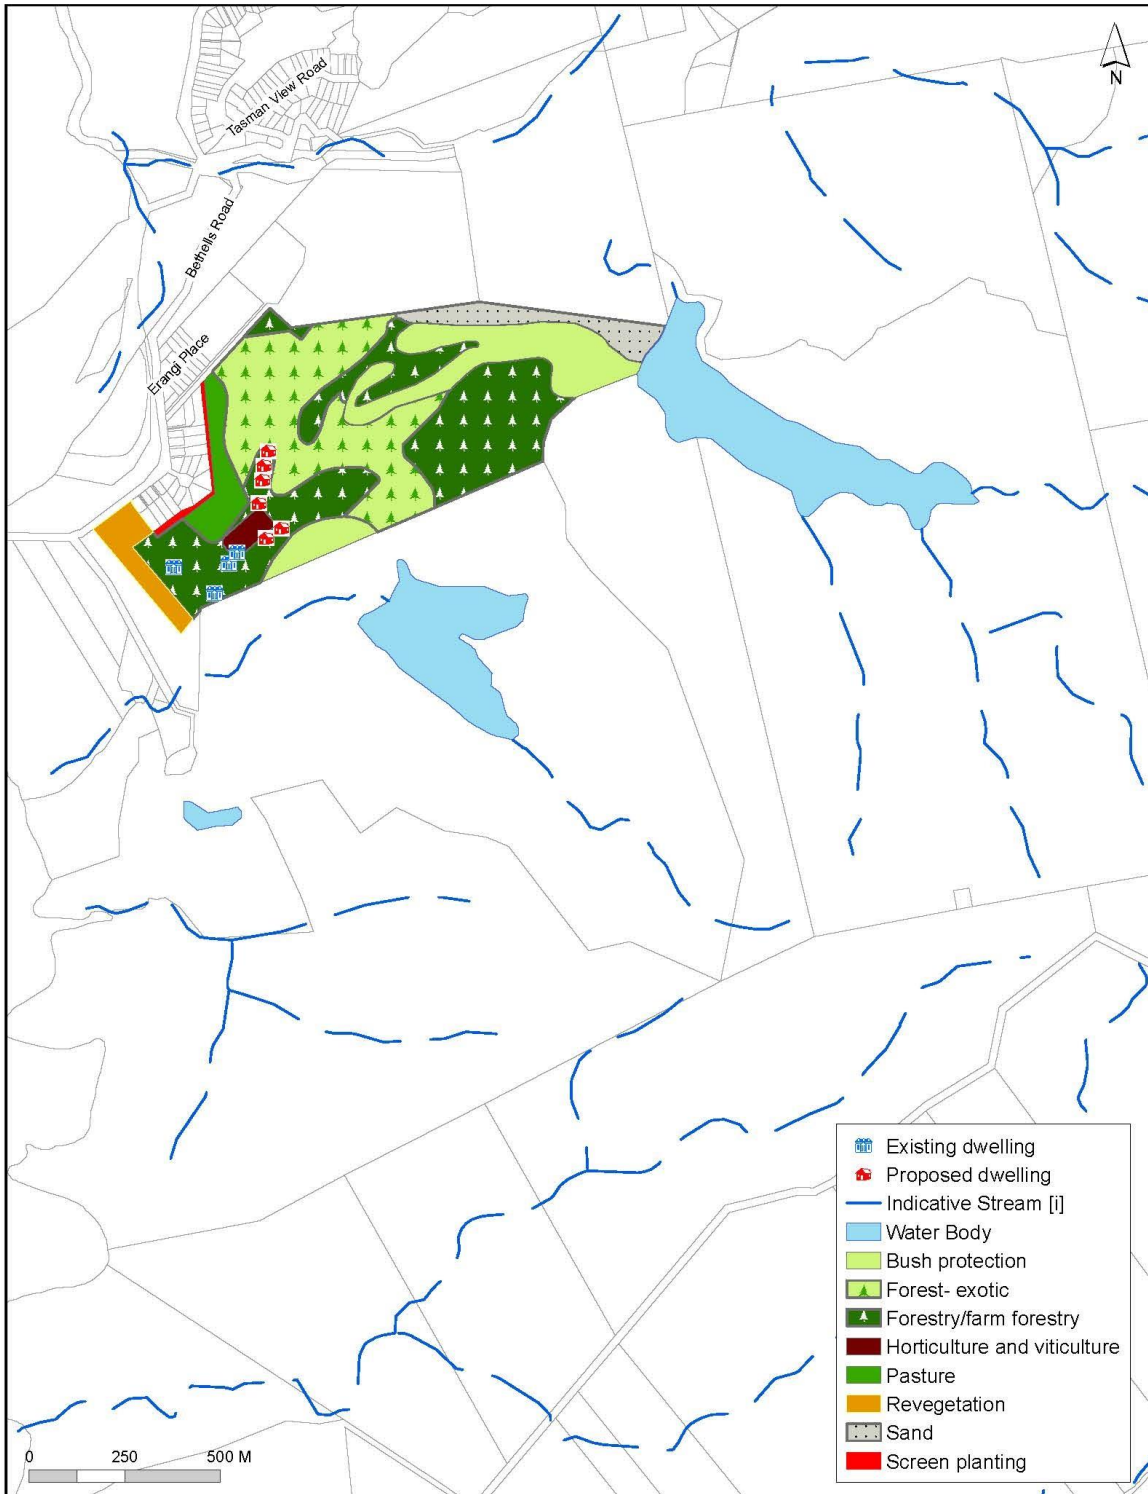 N
Tasman View Road
Bethells Road
Erangi Place
Existing dwelling
Proposed dwelling
Indicative Stream [i]
Water Body
Bush protection
Forest- exotic
Forestry/farm forestry
Horticulture and viticulture
Pasture
Revegetation
Sand
Screen planting
0 250 500 M